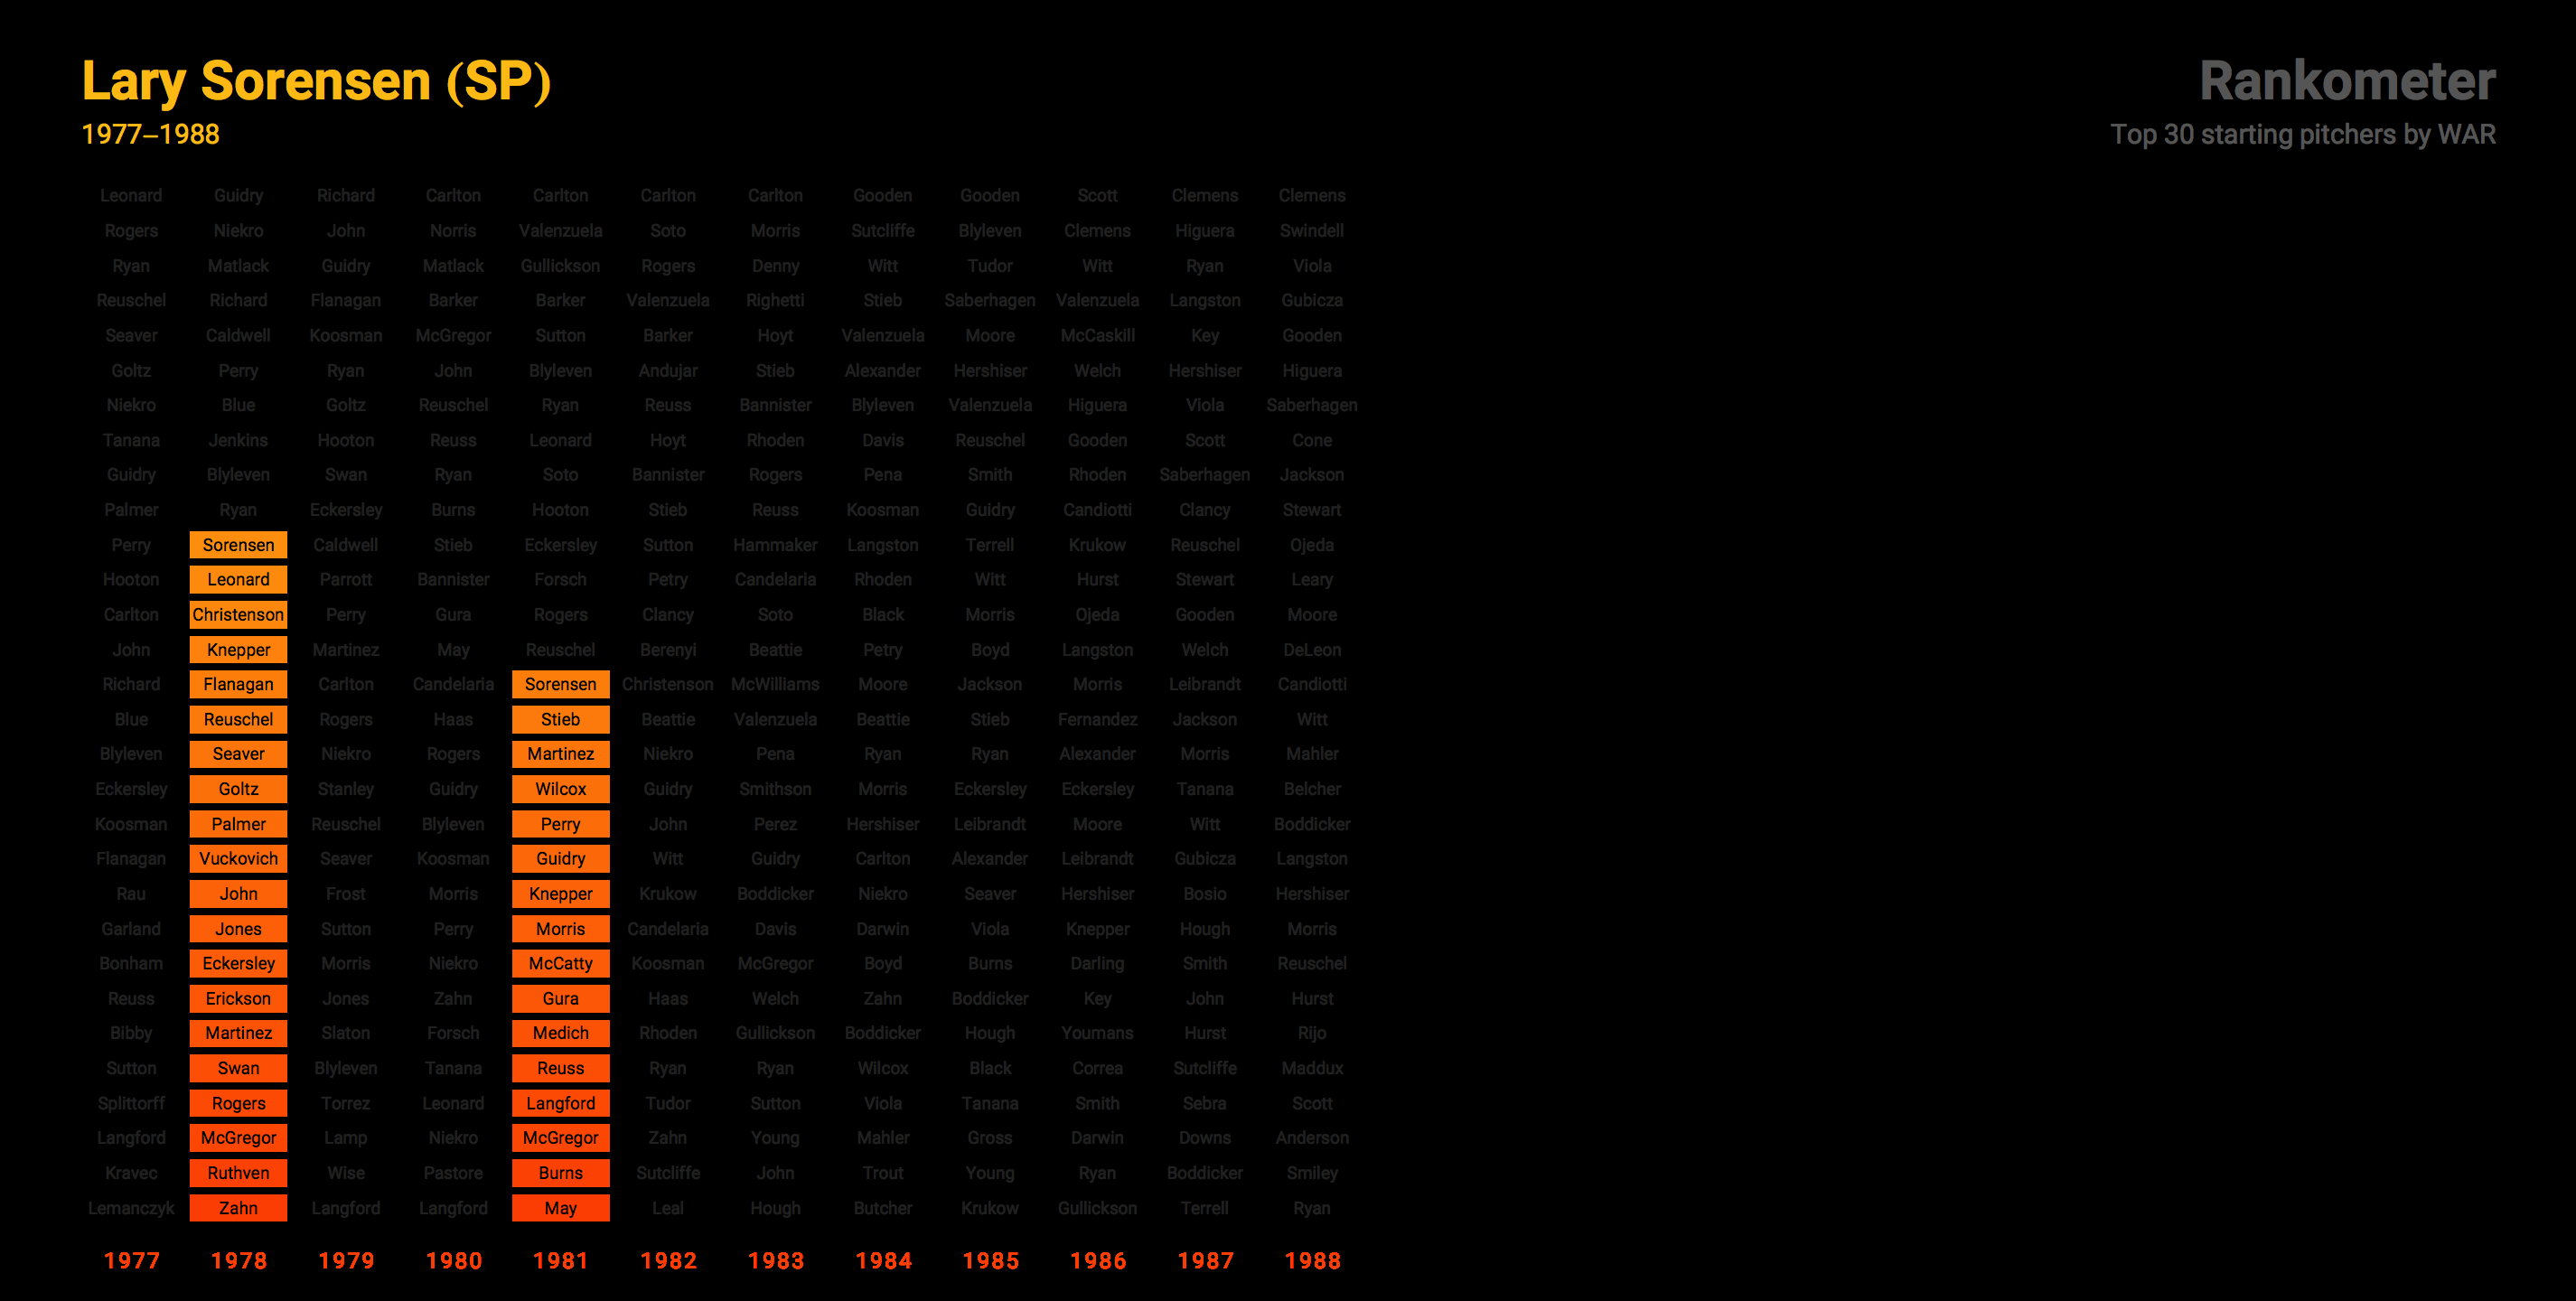 Lary Sorensen (SP)
1977–1988
Rankometer
Top 30 starting pitchers by WAR
Leonard Guidry Richard Carlton Carlton Carlton Carlton Gooden Gooden Scott Clemens Clemens
Rogers Niekro John Norris Valenzuela Soto Morris Sutcliffe Blyleven Clemens Higuera Swindell
Ryan Matlack Guidry Matlack Gullickson Rogers Denny Witt Tudor Witt Ryan Viola
Reuschel Richard Flanagan Barker Barker Valenzuela Righetti Stieb Saberhagen Valenzuela Langston Gubicza
Seaver Caldwell Koosman McGregor Sutton Barker Hoyt Valenzuela Moore McCaskill Key Gooden
Goltz Perry Ryan John Blyleven Andujar Stieb Alexander Hershiser Welch Hershiser Higuera
Niekro Blue Goltz Reuschel Ryan Reuss Bannister Blyleven Valenzuela Higuera Viola Saberhagen
Tanana Jenkins Hooton Reuss Leonard Hoyt Rhoden Davis Reuschel Gooden Scott Cone
Guidry Blyleven Swan Ryan Soto Bannister Rogers Pena Smith Rhoden Saberhagen Jackson
Palmer Ryan Eckersley Burns Hooton Stieb Reuss Koosman Guidry Candiotti Clancy Stewart
Perry Sorensen Caldwell Stieb Eckersley Sutton Hammaker Langston Terrell Krukow Reuschel Ojeda
Hooton Leonard Parrott Bannister Forsch Petry Candelaria Rhoden Witt Hurst Stewart Leary
Carlton Christenson Perry Gura Rogers Clancy Soto Black Morris Ojeda Gooden Moore
John Knepper Martinez May Reuschel Berenyi Beattie Petry Boyd Langston Welch DeLeon
Richard Flanagan Carlton Candelaria Sorensen Christenson McWilliams Moore Jackson Morris Leibrandt Candiotti
Blue Reuschel Rogers Haas Stieb Beattie Valenzuela Beattie Stieb Fernandez Jackson Witt
Blyleven Seaver Niekro Rogers Martinez Niekro Pena Ryan Ryan Alexander Morris Mahler
Eckersley Goltz Stanley Guidry Wilcox Guidry Smithson Morris Eckersley Eckersley Tanana Belcher
Koosman Palmer Reuschel Blyleven Perry John Perez Hershiser Leibrandt Moore Witt Boddicker
Flanagan Vuckovich Seaver Koosman Guidry Witt Guidry Carlton Alexander Leibrandt Gubicza Langston
Rau John Frost Morris Knepper Krukow Boddicker Niekro Seaver Hershiser Bosio Hershiser
Garland Jones Sutton Perry Morris Candelaria Davis Darwin Viola Knepper Hough Morris
Bonham Eckersley Morris Niekro McCatty Koosman McGregor Boyd Burns Darling Smith Reuschel
Reuss Erickson Jones Zahn Gura Haas Welch Zahn Boddicker Key John Hurst
Bibby Martinez Slaton Forsch Medich Rhoden Gullickson Boddicker Hough Youmans Hurst Rijo
Sutton Swan Blyleven Tanana Reuss Ryan Ryan Wilcox Black Correa Sutcliffe Maddux
Splittorff Rogers Torrez Leonard Langford Tudor Sutton Viola Tanana Smith Sebra Scott
Langford McGregor Lamp Niekro McGregor Zahn Young Mahler Gross Darwin Downs Anderson
Kravec Ruthven Wise Pastore Burns Sutcliffe John Trout Young Ryan Boddicker Smiley
Lemanczyk Zahn Langford Langford May Leal Hough Butcher Krukow Gullickson Terrell Ryan
1977 1978 1979 1980 1981 1982 1983 1984 1985 1986 1987 1988